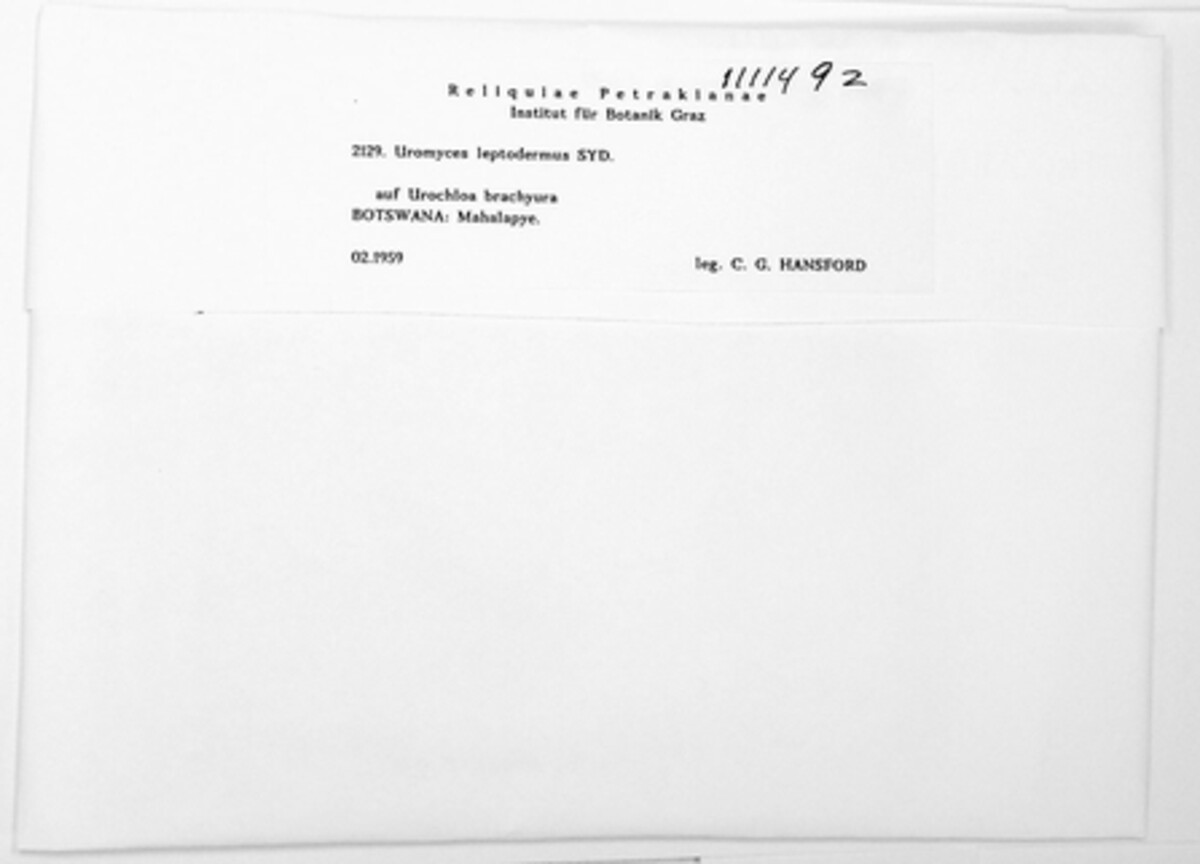 1111492
Reliquiae Petrakianae
Institut für Botanik Graz
2129. Uromyces leptodermus SYD.
auf Urochloa brachyura
BOTSWANA: Mahalapye.
02.1959
leg. C. G. HANSFORD